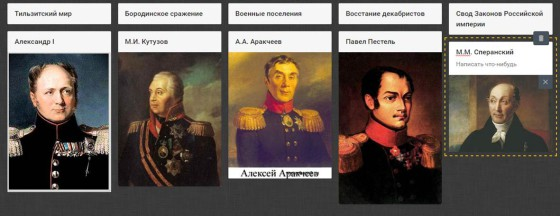 Тильзитский мир
Бородинское сражение
Военные поселения
Восстание декабристов
Свод Законов Российской
империи
Александр I
М.И. Кутузов
А.А. Аракчеев
Павел Пестель
М.М. Сперанский
Написать что-нибудь
Алексей Аракчеев